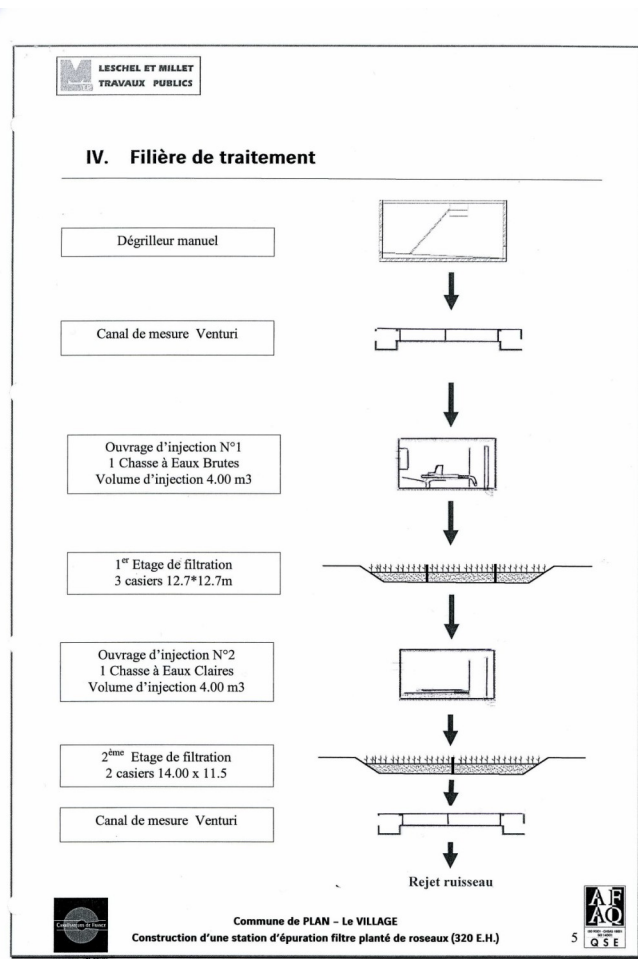 LESCHEL ET MILLET
TRAVAUX PUBLICS
IV. Filière de traitement
Dégrilleur manuel
Canal de mesure Venturi
Ouvrage d'injection N°1
1 Chasse à Eaux Brutes
Volume d'injection 4.00 m3
1er Etage de filtration
3 casiers 12.7*12.7m
Ouvrage d'injection N°2
1 Chasse à Eaux Claires
Volume d'injection 4.00 m3
2ème Etage de filtration
2 casiers 14.00 x 11.5
Canal de mesure Venturi
Rejet ruisseau
Commune de PLAN – Le VILLAGE
Construction d'une station d'épuration filtre planté de roseaux (320 E.H.)
5
AFAQ
QSE